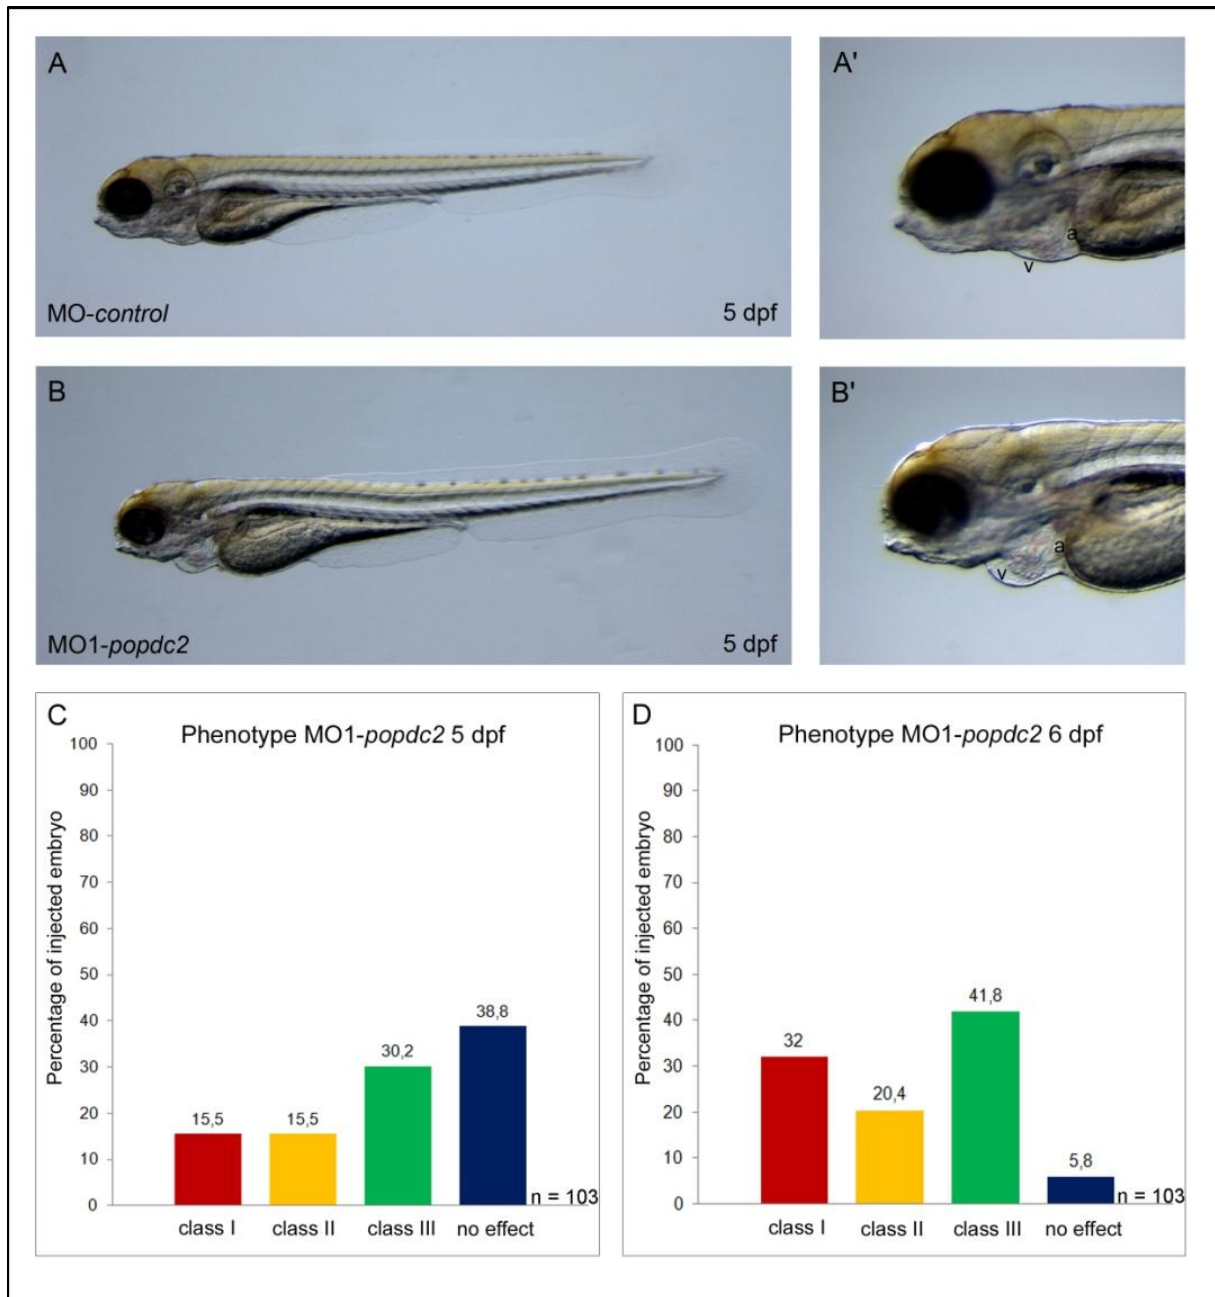 A
MO-control
5 dpf
A'
a
v
B
MO1-popdc2
5 dpf
B'
a
v
C
Phenotype MO1-popdc2 5 dpf
Percentage of injected embryo
100
90
80
70
60
50
40
30
20
10
0
15,5
15,5
30,2
38,8
n = 103
class I
class II
class III
no effect
D
Phenotype MO1-popdc2 6 dpf
Percentage of injected embryo
100
90
80
70
60
50
40
30
20
10
0
32
20,4
41,8
5,8
n = 103
class I
class II
class III
no effect